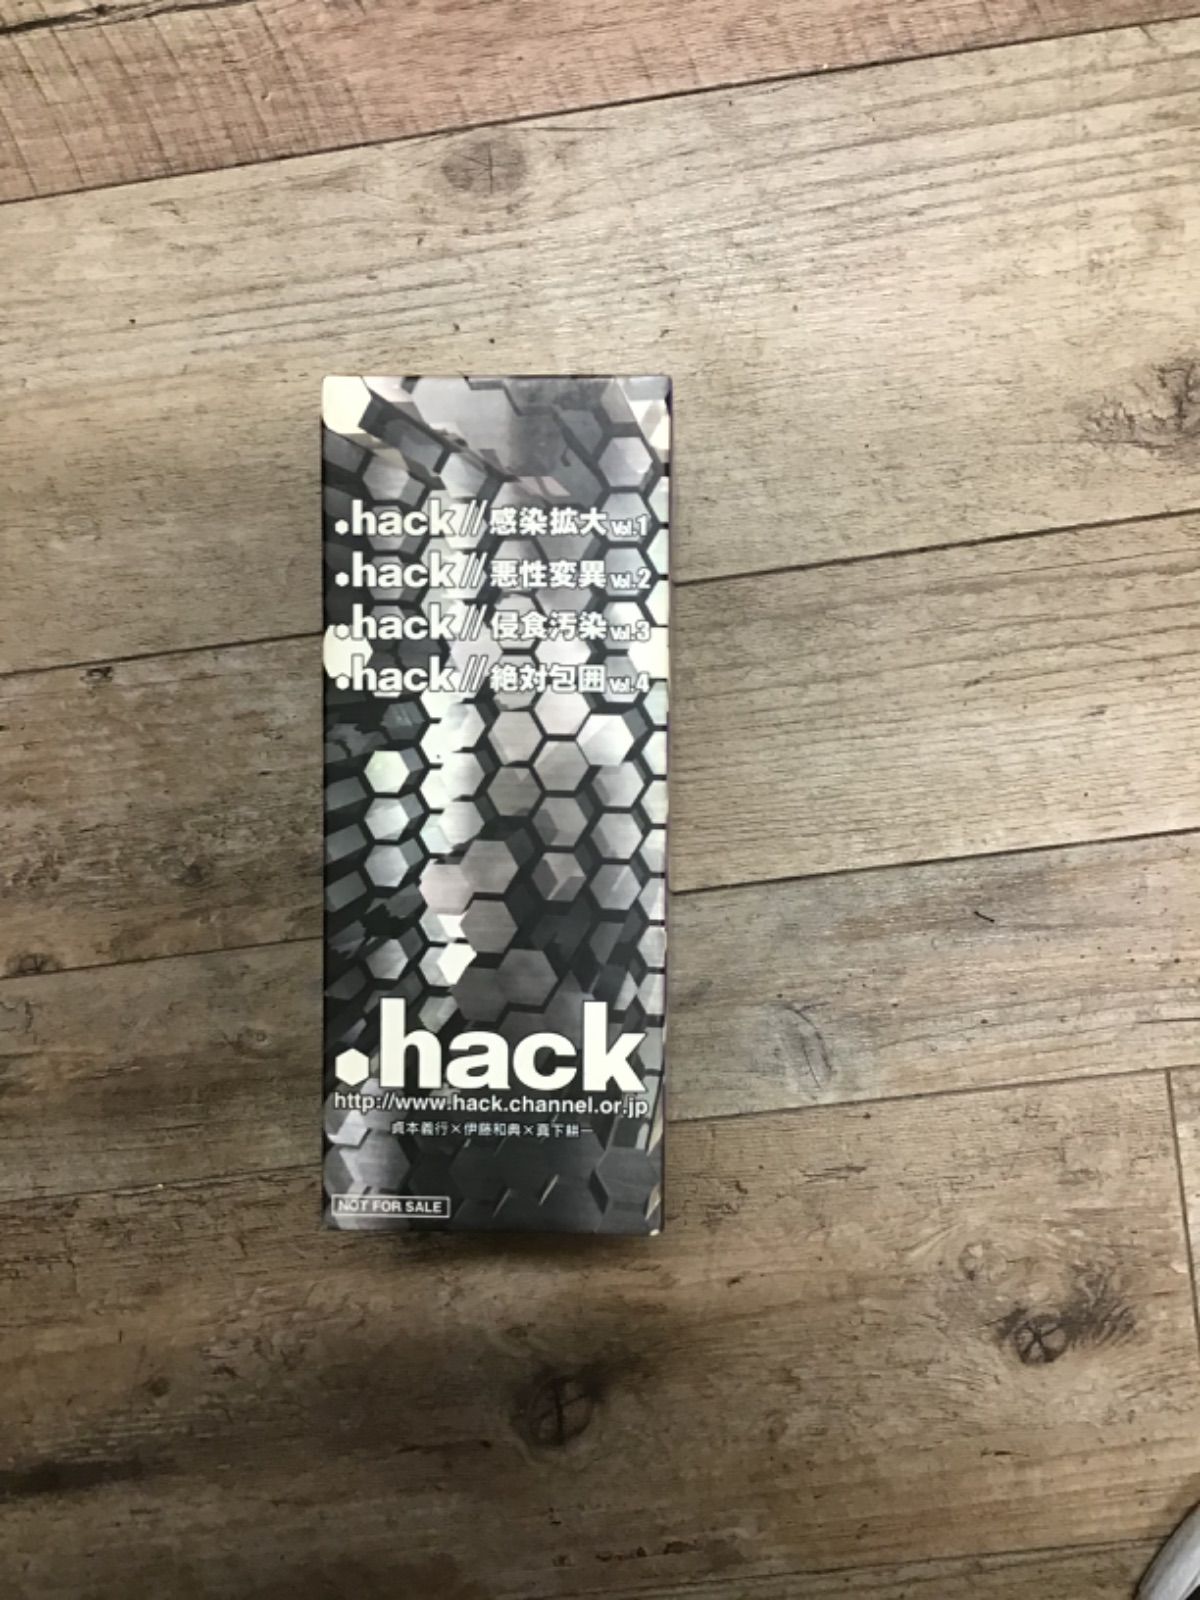 .hack//感染拡大 Vol.1
.hack//悪性変異 Vol.2
.hack//侵食汚染 Vol.3
.hack//絶対包囲 Vol.4
.hack
http://www.hack.channel.or.jp
貞本義行×伊藤和典×真下耕一
NOT FOR SALE